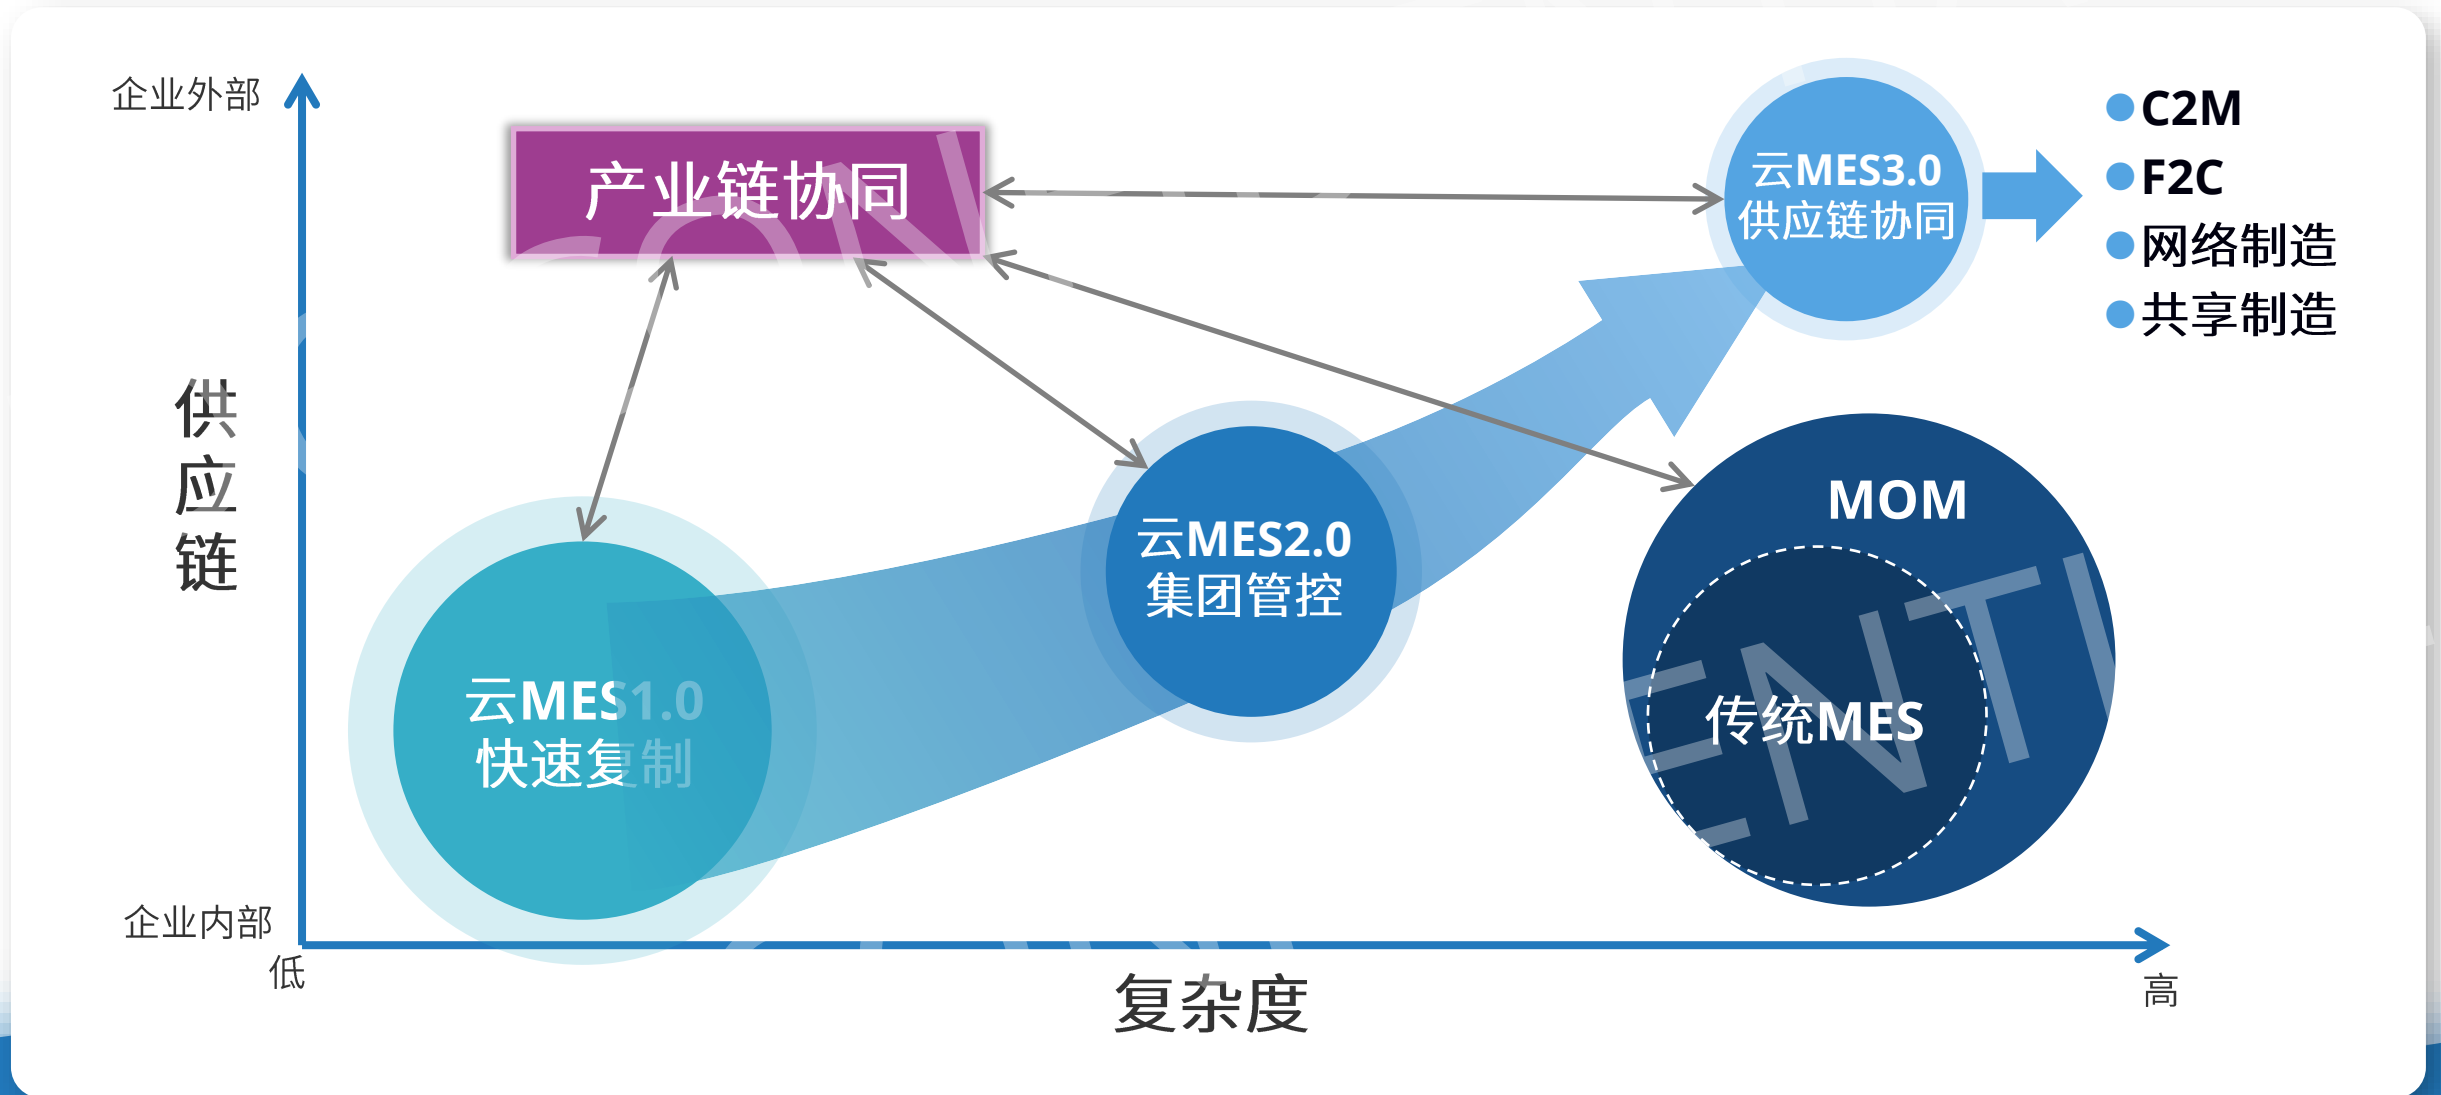 企业外部
产业链协同
云MES3.0
供应链协同
C2M
F2C
网络制造
共享制造
供应链
MOM
云MES2.0
集团管控
云MES1.0
快速复制
传统MES
企业内部
低
复杂度
高